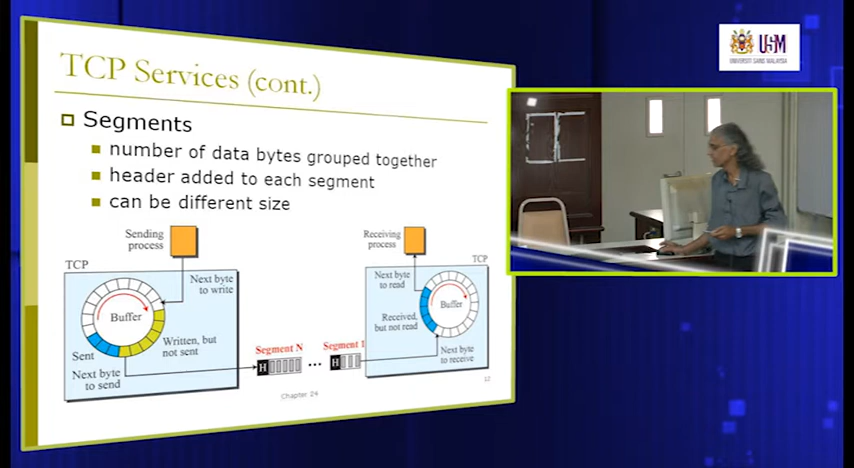 TCP Services (cont.)
Segments
number of data bytes grouped together
header added to each segment
can be different size
Sending
process
Receiving
process
TCP
TCP
Next byte
to write
Next byte
to read
Buffer
Buffer
Received,
but not read
Written, but
not sent
Sent
Next byte
to send
Segment N
Segment 1
H
...
H
Next byte
to receive
Chapter 24
12
USM
UNIVERSITI SAINS MALAYSIA